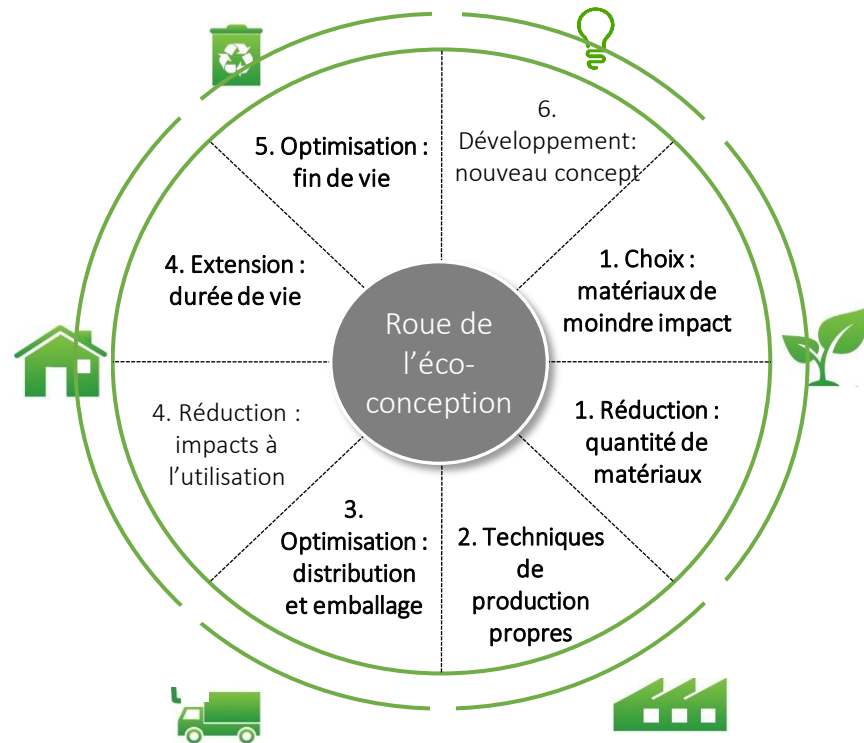 Roue de
l’éco-
conception
6.
Développement:
nouveau concept
1. Choix :
matériaux de
moindre impact
1. Réduction :
quantité de
matériaux
2. Techniques
de
production
propres
3.
Optimisation :
distribution
et emballage
4. Réduction :
impacts à
l’utilisation
4. Extension :
durée de vie
5. Optimisation :
fin de vie